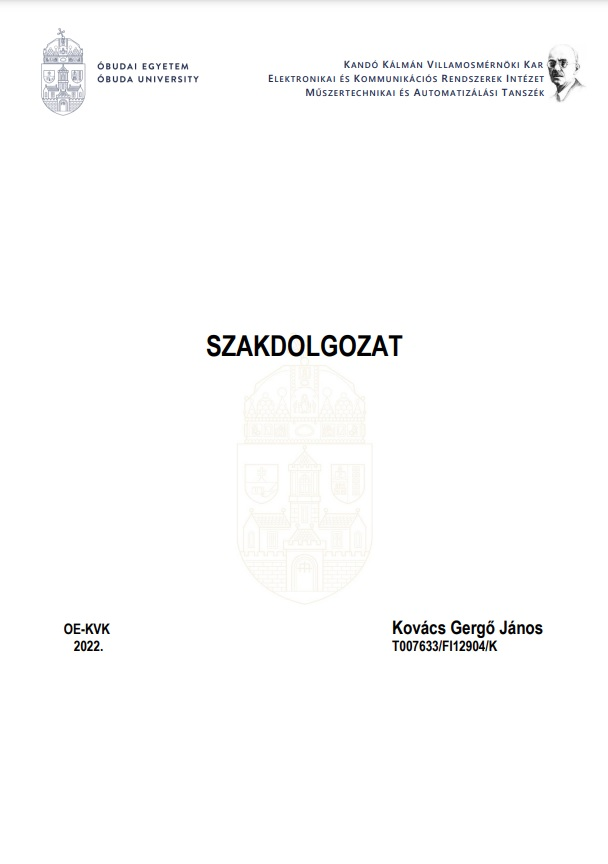 ÓBUDAI EGYETEM
ÓBUDA UNIVERSITY
KANDÓ KÁLMÁN VILLAMOSMÉRNÖKI KAR
ELEKTRONIKAI ÉS KOMMUNIKÁCIÓS RENDSZEREK INTÉZET
MŰSZERTECHNIKAI ÉS AUTOMATIZÁLÁSI TANSZÉK
SZAKDOLGOZAT
OE-KVK
2022.
Kovács Gergő János
T007633/FI12904/K